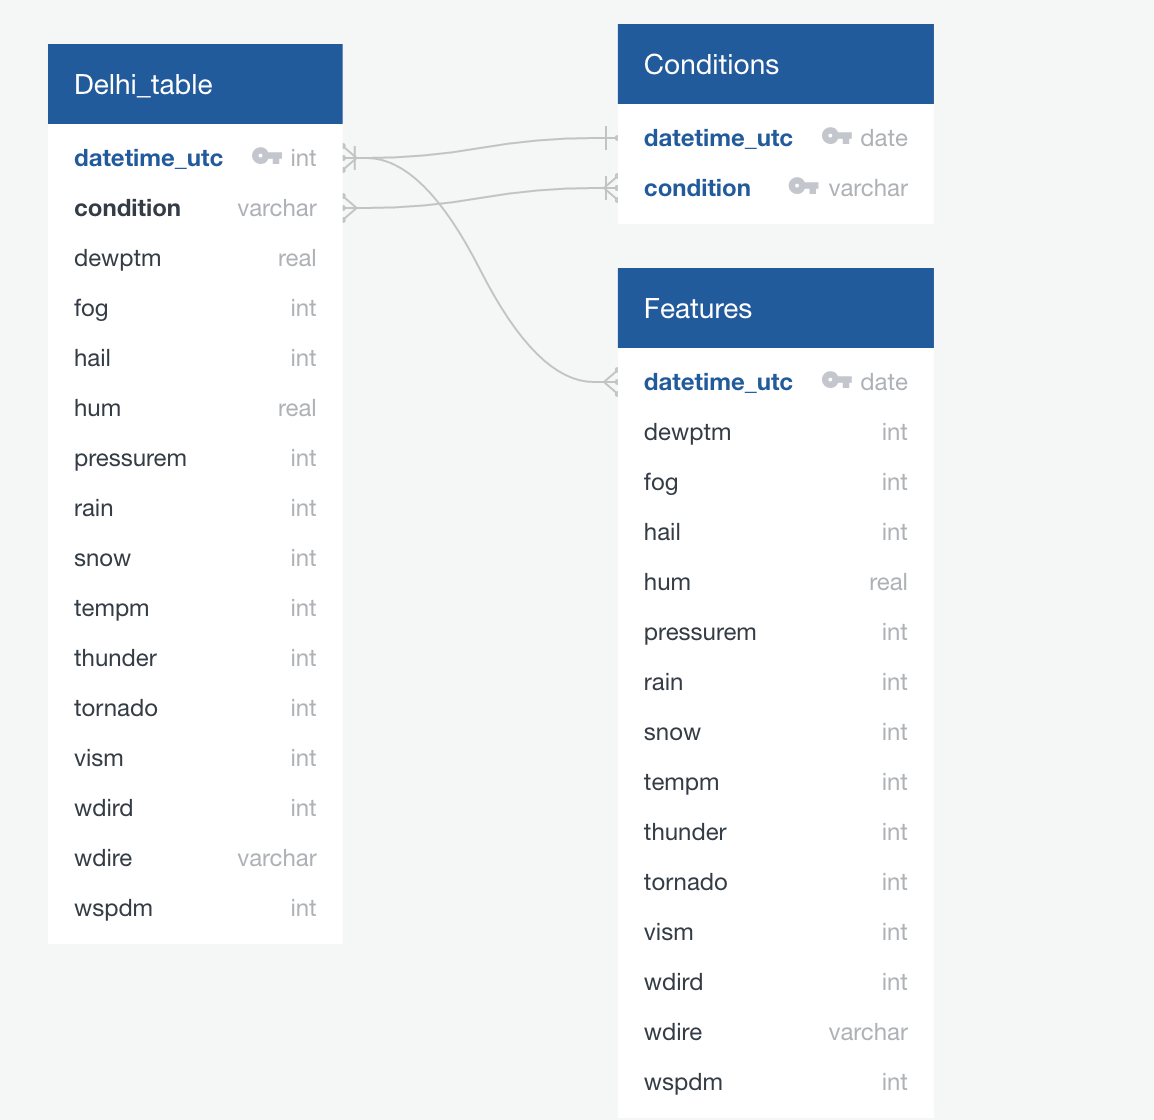 Delhi_table
datetime_utc int
condition varchar
dewptm real
fog int
hail int
hum real
pressurem int
rain int
snow int
tempm int
thunder int
tornado int
vism int
wdird int
wdire varchar
wspdm int
Conditions
datetime_utc date
condition varchar
Features
datetime_utc date
dewptm int
fog int
hail int
hum real
pressurem int
rain int
snow int
tempm int
thunder int
tornado int
vism int
wdird int
wdire varchar
wspdm int